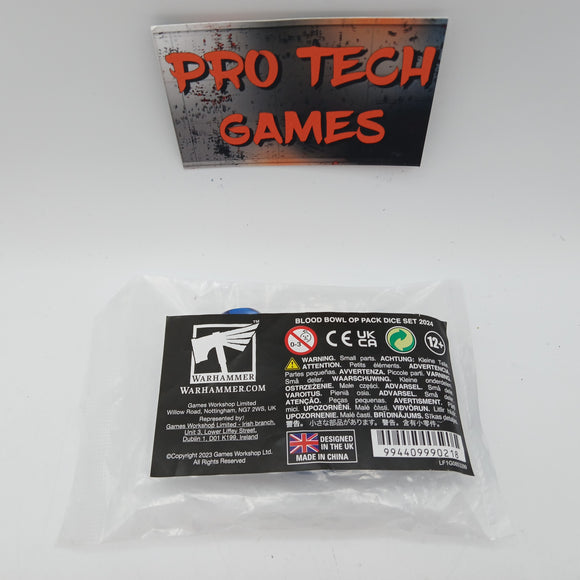 PRO TECH
GAMES
BLOOD BOWL OP PACK DICE SET 2024
TM
WARHAMMER
WARHAMMER.COM
Games Workshop Limited
Willow Road, Nottingham, NG7 2WS, UK
Represented by:
Games Workshop Limited - Irish branch,
Unit 3, Lower Liffey Street,
Dublin 1, D01 K199, Ireland
©Copyright 2023 Games Workshop Ltd.
All Rights Reserved
0-3
CE UK
CA
12+
WARNING. Small parts. ACHTUNG: Kleine
ATTENTION. Petits éléments. ADVERTENCIA
Partes pequeñas. AVVERTENZA. Piccole parti.
Små delar. WAARSCHUWING. Kleine onderdelen.
OSTRZEŻENIE. Małe części. ADVARSEL. Små dele.
VAROITUS. Pieniä osia. ADVARSEL. Små deler.
ATENÇÃO. Peças pequenas. AVERTISMENT.
mici. UPOZORNĚNÍ. Malé části.
UPOZORNENIE. Malé časti. BRĪDINĀJUMS. Sīkas detaļas.
警告。小さな部品があります。警告。含有小零件。
DESIGNED
IN THE UK
MADE IN CHINA
99440999021 8